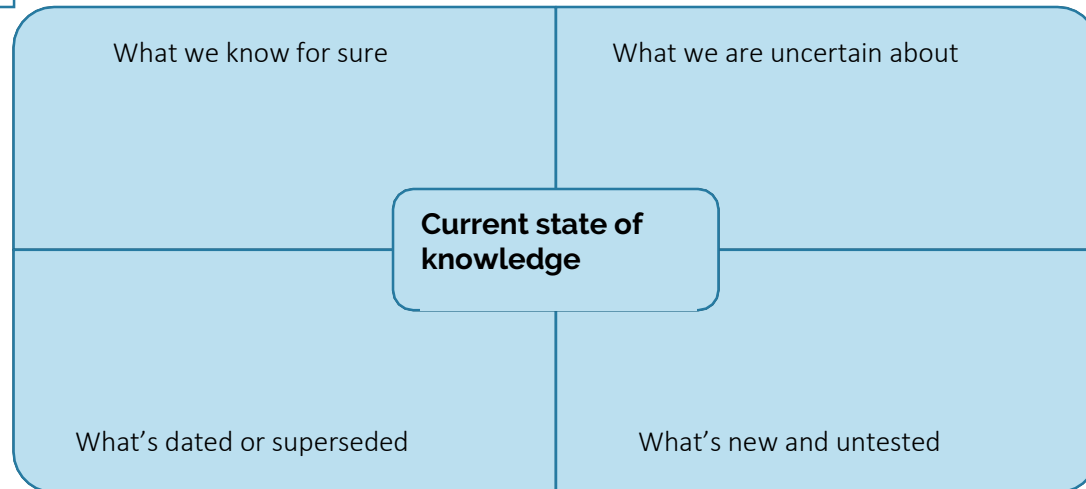 What we know for sure
What we are uncertain about
Current state of
knowledge
What’s dated or superseded
What’s new and untested